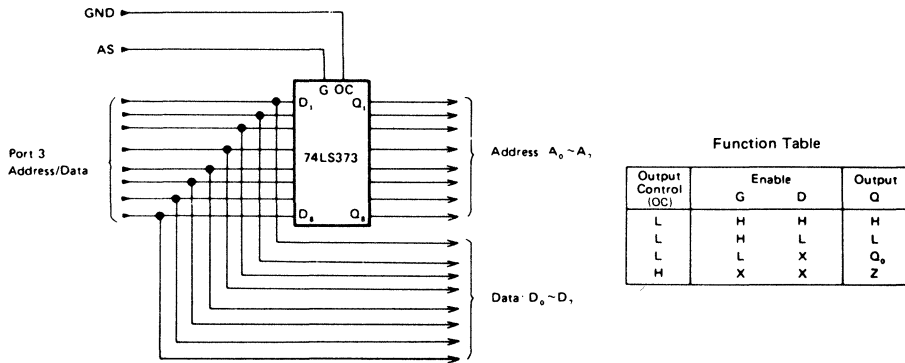 GND
AS
G OC
D₁ Q₁
Port 3
Address/Data
74LS373
Address A₀~A₇
D₈ Q₈
Data D₀~D₇
Function Table
Output Control (OC) Enable Output
G D Q
L H H H
L H L L
L L X Q₀
H X X Z